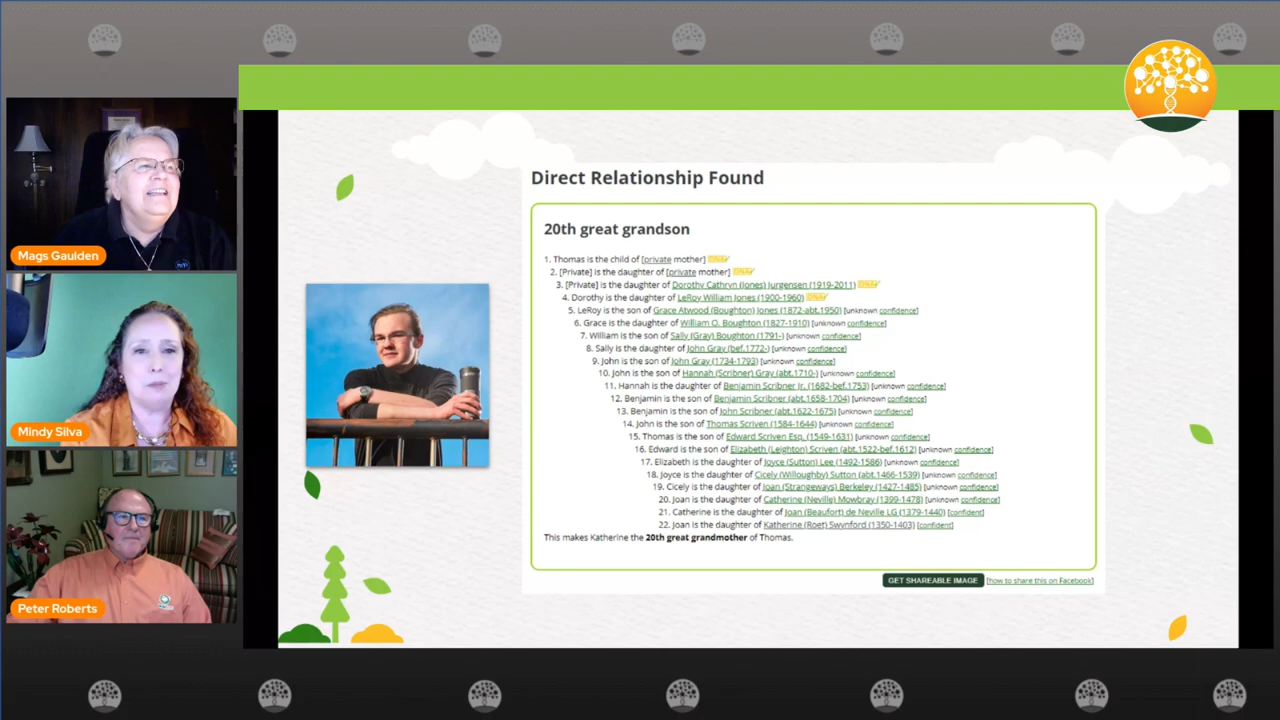 Mags Gaulden
Mindy Silva
Peter Roberts
Direct Relationship Found
20th great grandson
1. Thomas is the child of [private mother] DNA✓
2. [Private] is the daughter of [private mother] DNA✓
3. [Private] is the daughter of Dorothy Cathryn (Jones) Jurgensen (1919-2011) DNA✓
4. Dorothy is the daughter of LeRoy William Jones (1900-1960) DNA✓
5. LeRoy is the son of Grace Atwood (Boughton) Jones (1872-abt.1950) [unknown confidence]
6. Grace is the daughter of William O. Boughton (1827-1910) [unknown confidence]
7. William is the son of Sally (Gray) Boughton (1791-) [unknown confidence]
8. Sally is the daughter of John Gray (bef.1772-) [unknown confidence]
9. John is the son of John Gray (1734-1793) [unknown confidence]
10. John is the son of Hannah (Scribner) Gray (abt.1710-) [unknown confidence]
11. Hannah is the daughter of Benjamin Scribner Jr. (1682-bef.1753) [unknown confidence]
12. Benjamin is the son of Benjamin Scribner (abt.1658-1704) [unknown confidence]
13. Benjamin is the son of John Scribner (abt.1622-1675) [unknown confidence]
14. John is the son of Thomas Scriven (1584-1644) [unknown confidence]
15. Thomas is the son of Edward Scriven Esq. (1549-1631) [unknown confidence]
16. Edward is the son of Elizabeth (Leighton) Scriven (abt.1522-bef.1612) [unknown confidence]
17. Elizabeth is the daughter of Joyce (Sutton) Lee (1492-1586) [unknown confidence]
18. Joyce is the daughter of Cicely (Willoughby) Sutton (abt.1466-1539) [unknown confidence]
19. Cicely is the daughter of Joan (Strangeways) Berkeley (1427-1485) [unknown confidence]
20. Joan is the daughter of Catherine (Neville) Mowbray (1399-1478) [unknown confidence]
21. Catherine is the daughter of Joan (Beaufort) de Neville LG (1379-1440) [confident]
22. Joan is the daughter of Katherine (Roet) Swynford (1350-1403) [confident]
This makes Katherine the 20th great grandmother of Thomas.
GET SHAREABLE IMAGE [how to share this on Facebook]